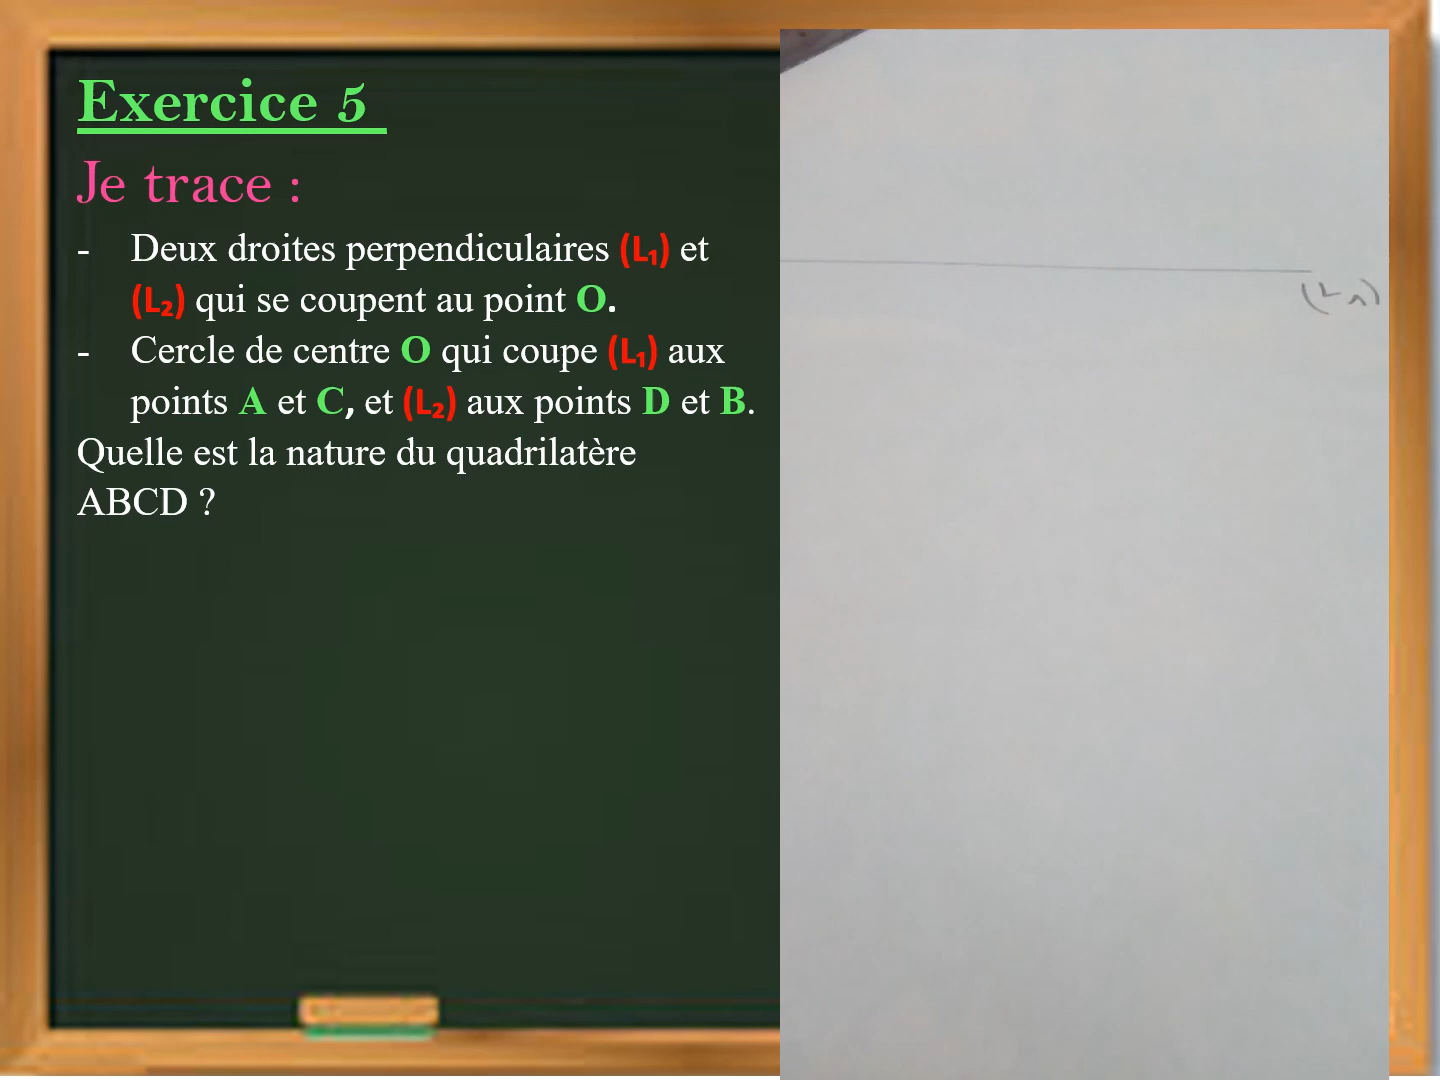 Exercice 5
Je trace :
- Deux droites perpendiculaires (L₁) et
(L₂) qui se coupent au point O.
- Cercle de centre O qui coupe (L₁) aux
points A et C, et (L₂) aux points D et B.
Quelle est la nature du quadrilatère
ABCD ?
(L1)